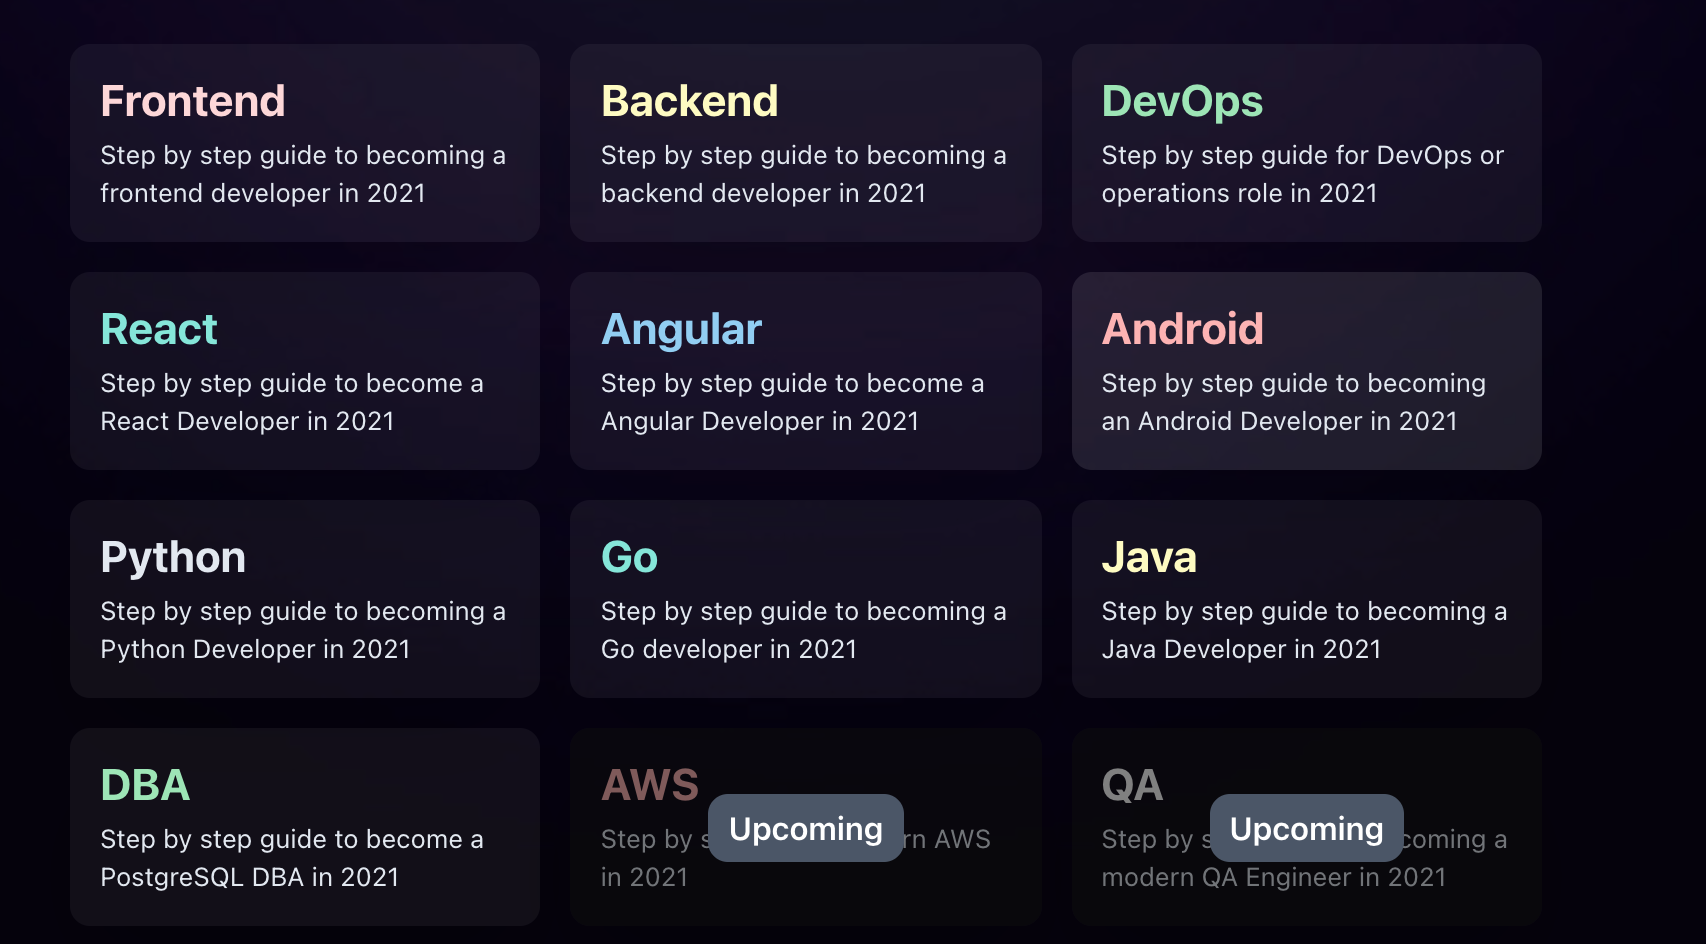 Frontend
Step by step guide to becoming a
frontend developer in 2021
Backend
Step by step guide to becoming a
backend developer in 2021
DevOps
Step by step guide for DevOps or
operations role in 2021
React
Step by step guide to become a
React Developer in 2021
Angular
Step by step guide to become a
Angular Developer in 2021
Android
Step by step guide to becoming
an Android Developer in 2021
Python
Step by step guide to becoming a
Python Developer in 2021
Go
Step by step guide to becoming a
Go developer in 2021
Java
Step by step guide to becoming a
Java Developer in 2021
DBA
Step by step guide to become a
PostgreSQL DBA in 2021
AWS
Upcoming
Step by AWS
in 2021
QA
Upcoming
Step by a
modern QA Engineer in 2021